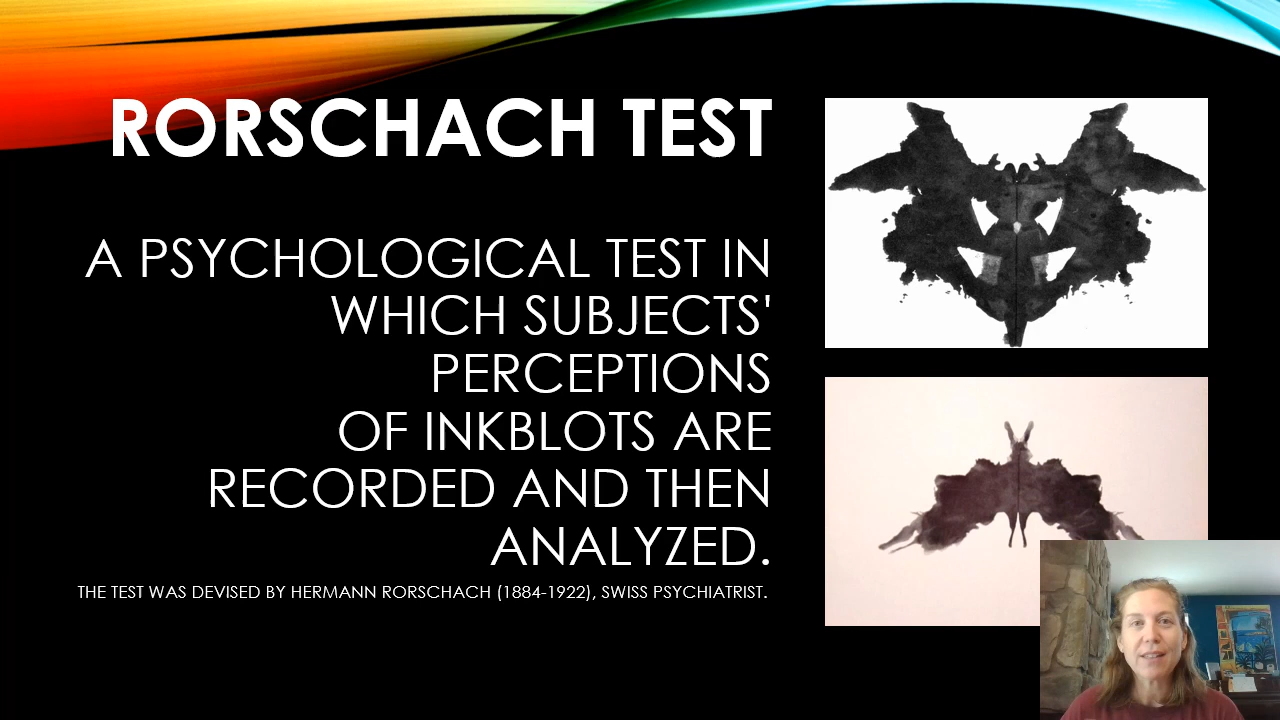 RORSCHACH TEST
A PSYCHOLOGICAL TEST IN
WHICH SUBJECTS'
PERCEPTIONS
OF INKBLOTS ARE
RECORDED AND THEN
ANALYZED.
THE TEST WAS DEVISED BY HERMANN RORSCHACH (1884-1922), SWISS PSYCHIATRIST.